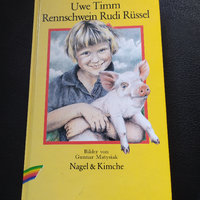 Uwe Timm
Rennschwein Rudi Rüssel
Bilder von
Gunnar Matysiak
Nagel & Kimche